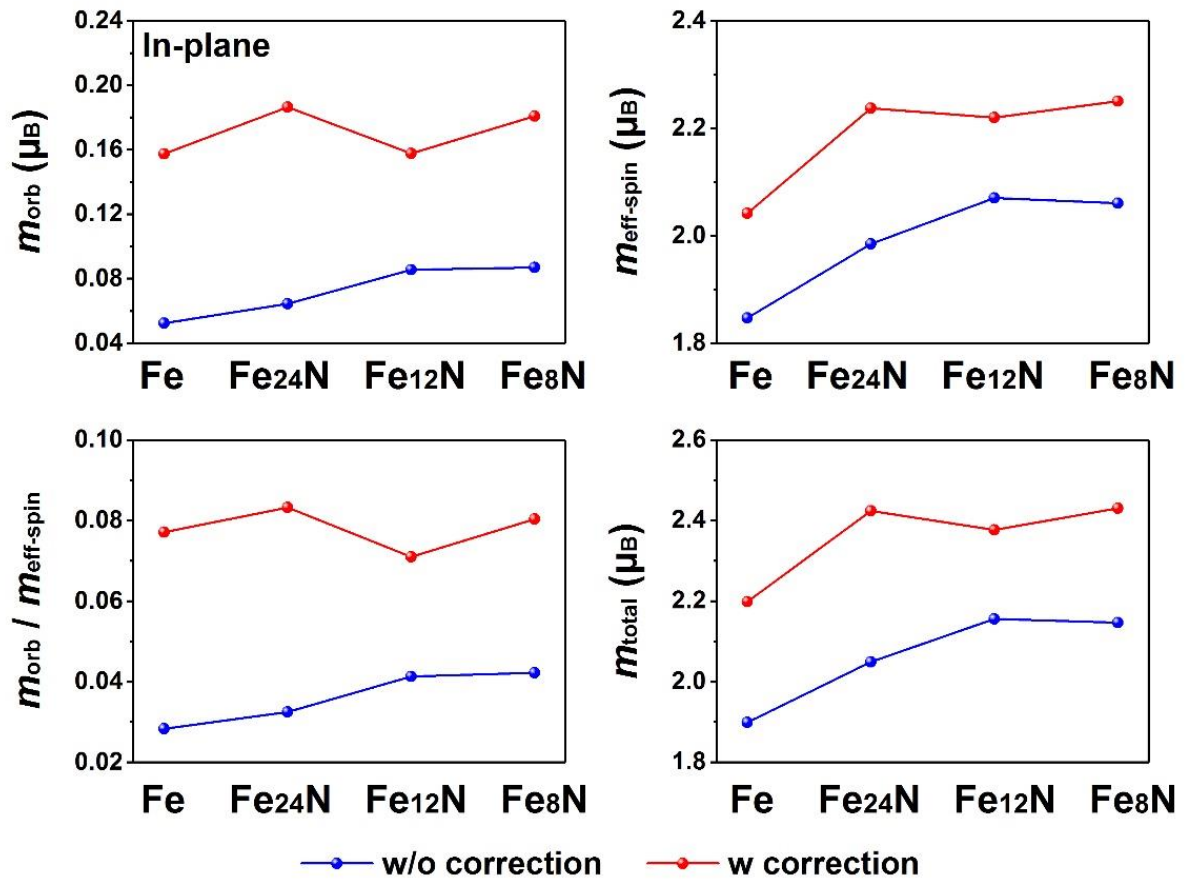 In-plane
m_orb (μB)
0.24
0.20
0.16
0.12
0.08
0.04
Fe Fe24N Fe12N Fe8N
m_eff-spin (μB)
2.4
2.2
2.0
1.8
Fe Fe24N Fe12N Fe8N
morb / meff-spin
0.10
0.08
0.06
0.04
0.02
Fe Fe24N Fe12N Fe8N
mtotal (μB)
2.6
2.4
2.2
2.0
1.8
Fe Fe24N Fe12N Fe8N
w/o correction w correction